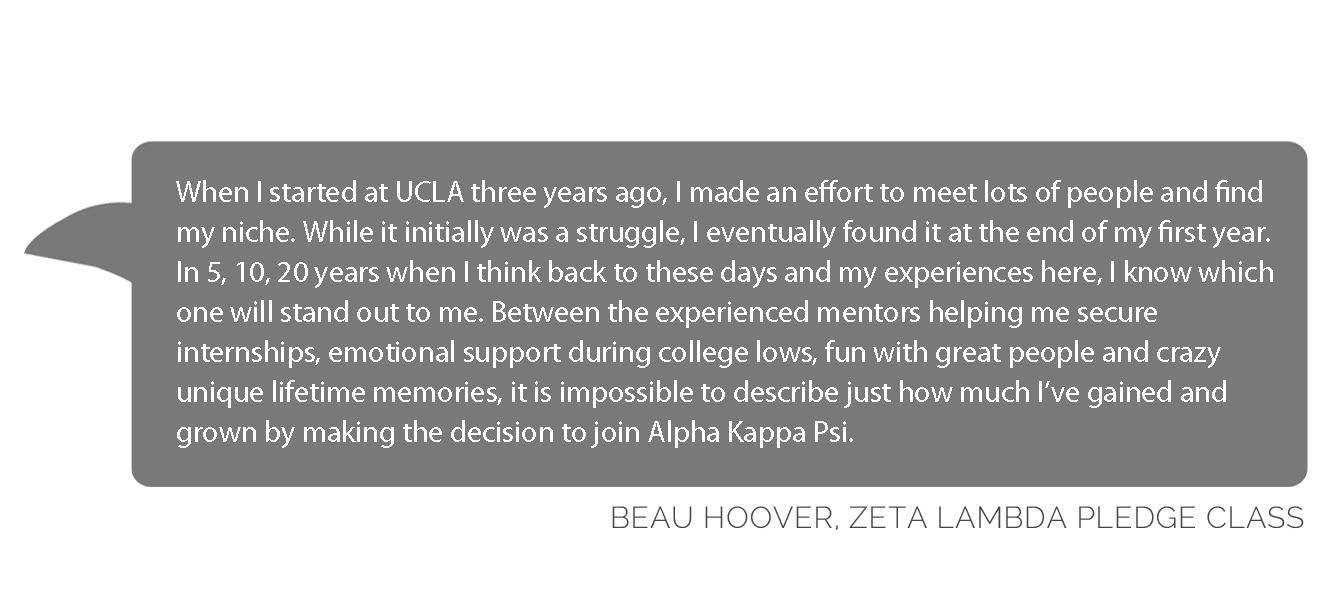 When I started at UCLA three years ago, I made an effort to meet lots of people and find
my niche. While it initially was a struggle, I eventually found it at the end of my first year.
In 5, 10, 20 years when I think back to these days and my experiences here, I know which
one will stand out to me. Between the experienced mentors helping me secure
internships, emotional support during college lows, fun with great people and crazy
unique lifetime memories, it is impossible to describe just how much I’ve gained and
grown by making the decision to join Alpha Kappa Psi.
BEAU HOOVER, ZETA LAMBDA PLEDGE CLASS